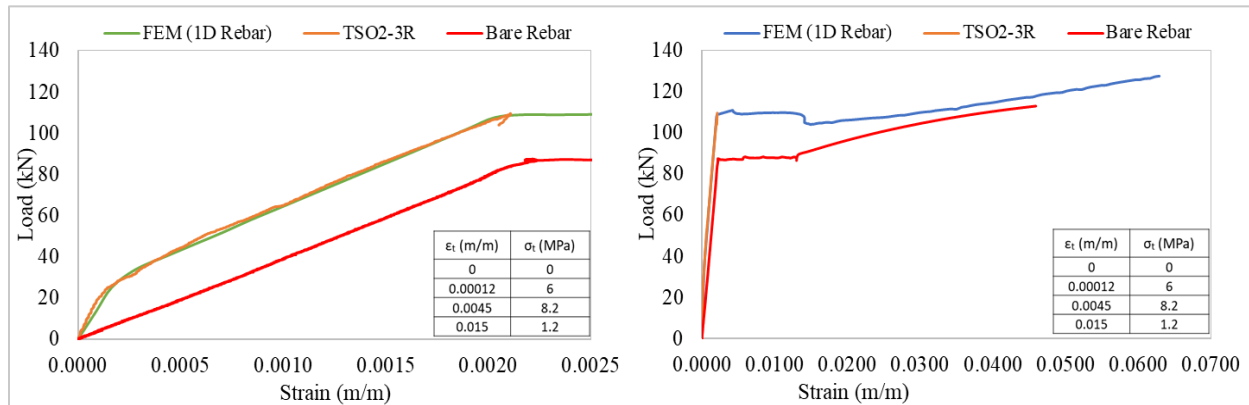 FEM (1D Rebar) TSO2-3R Bare Rebar
140
120
100
80
60
40
20
0
Load (kN)
0.0000 0.0005 0.0010 0.0015 0.0020 0.0025
Strain (m/m)
εt (m/m) σt (MPa)
0 0
0.00012 6
0.0045 8.2
0.015 1.2
FEM (1D Rebar) TSO2-3R Bare Rebar
140
120
100
80
60
40
20
0
Load (kN)
0.0000 0.0100 0.0200 0.0300 0.0400 0.0500 0.0600 0.0700
Strain (m/m)
εt (m/m) σt (MPa)
0 0
0.00012 6
0.0045 8.2
0.015 1.2